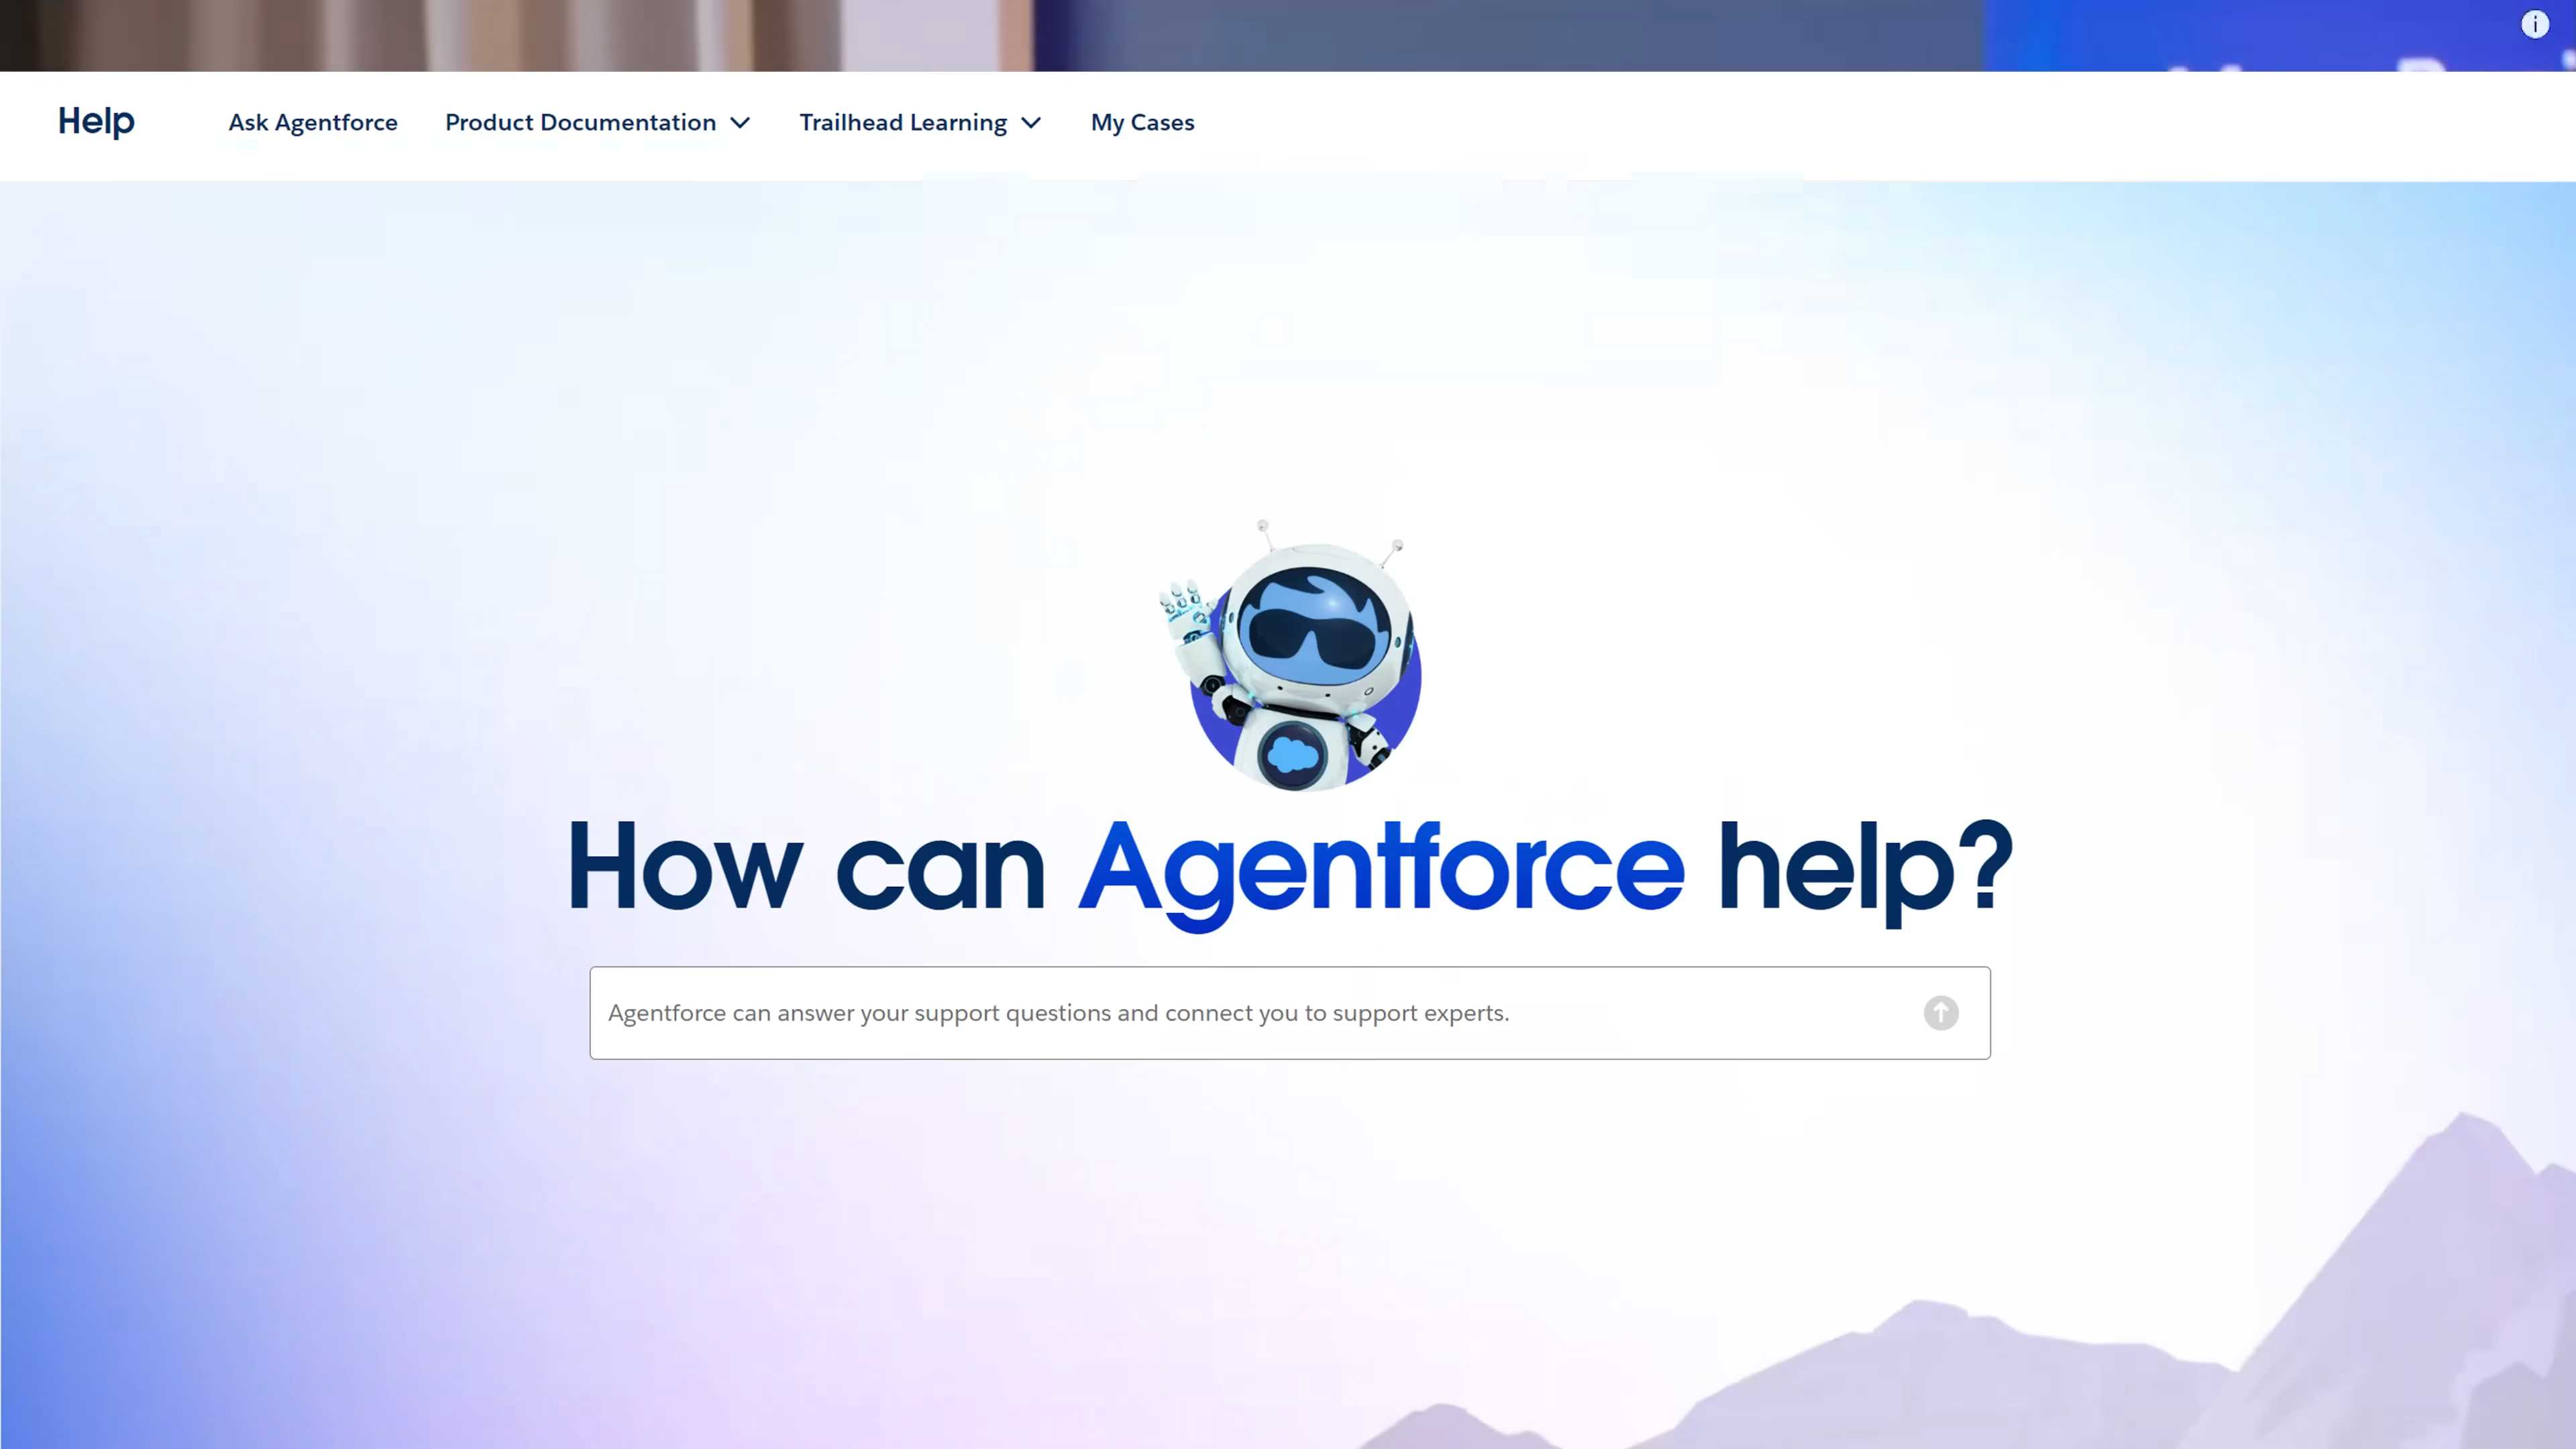 Help
Ask Agentforce
Product Documentation
Trailhead Learning
My Cases
How can Agentforce help?
Agentforce can answer your support questions and connect you to support experts.